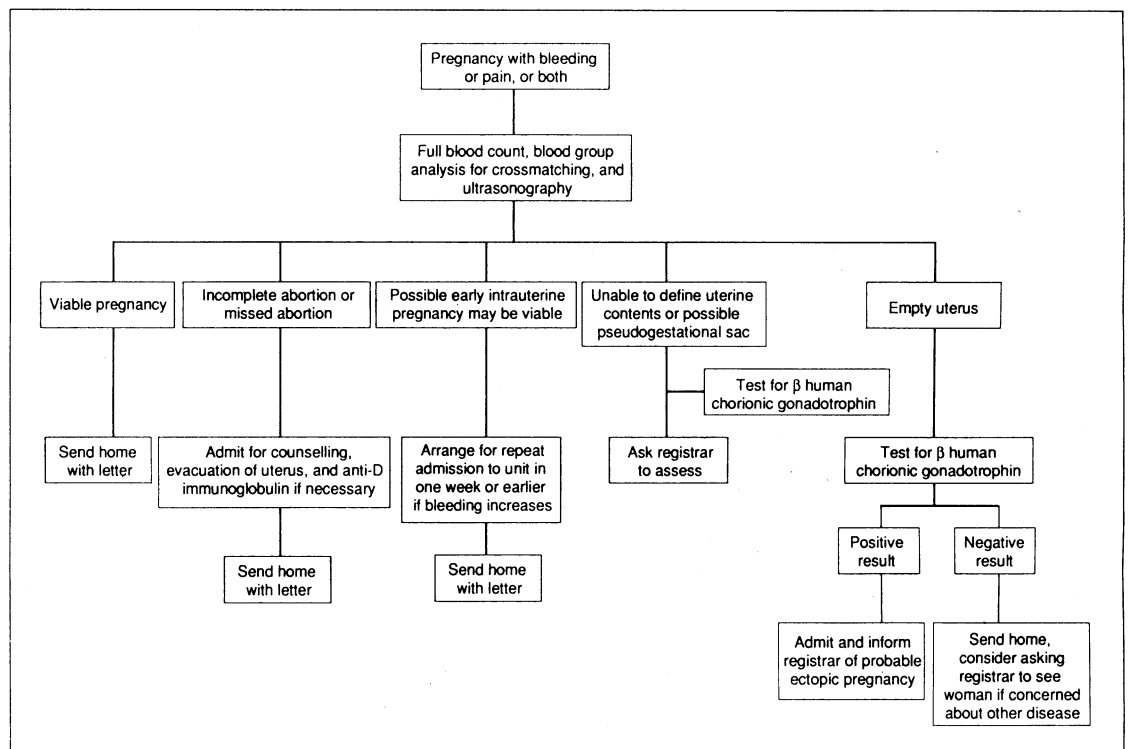 Pregnancy with bleeding
or pain, or both
Full blood count, blood group
analysis for crossmatching, and
ultrasonography
Viable pregnancy
Incomplete abortion or
missed abortion
Possible early intrauterine
pregnancy may be viable
Unable to define uterine
contents or possible
pseudogestational sac
Empty uterus
Test for β human
chorionic gonadotrophin
Send home
with letter
Admit for counselling,
evacuation of uterus, and anti-D
immunoglobulin if necessary
Arrange for repeat
admission to unit in
one week or earlier
if bleeding increases
Ask registrar
to assess
Test for β human
chorionic gonadotrophin
Positive
result
Negative
result
Send home
with letter
Send home
with letter
Admit and inform
registrar of probable
ectopic pregnancy
Send home,
consider asking
registrar to see
woman if concerned
about other disease